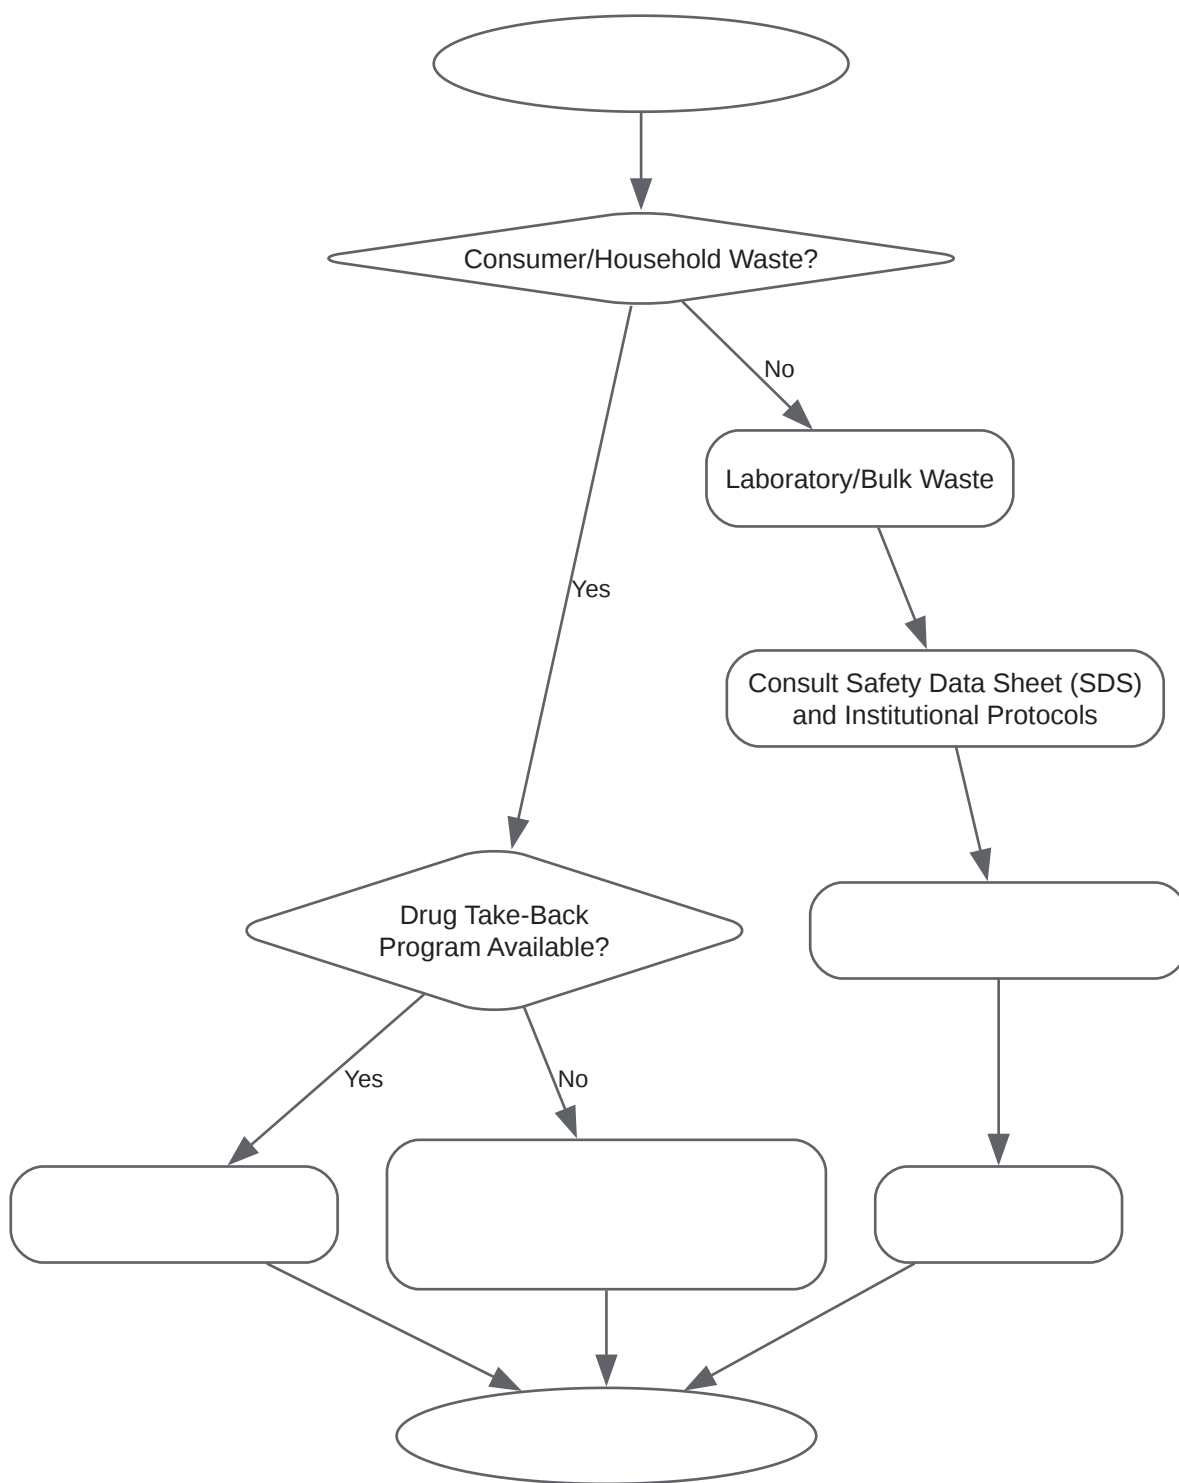 Consumer/Household Waste?
No
Laboratory/Bulk Waste
Yes
Consult Safety Data Sheet (SDS)
and Institutional Protocols
Drug Take-Back
Program Available?
Yes
No